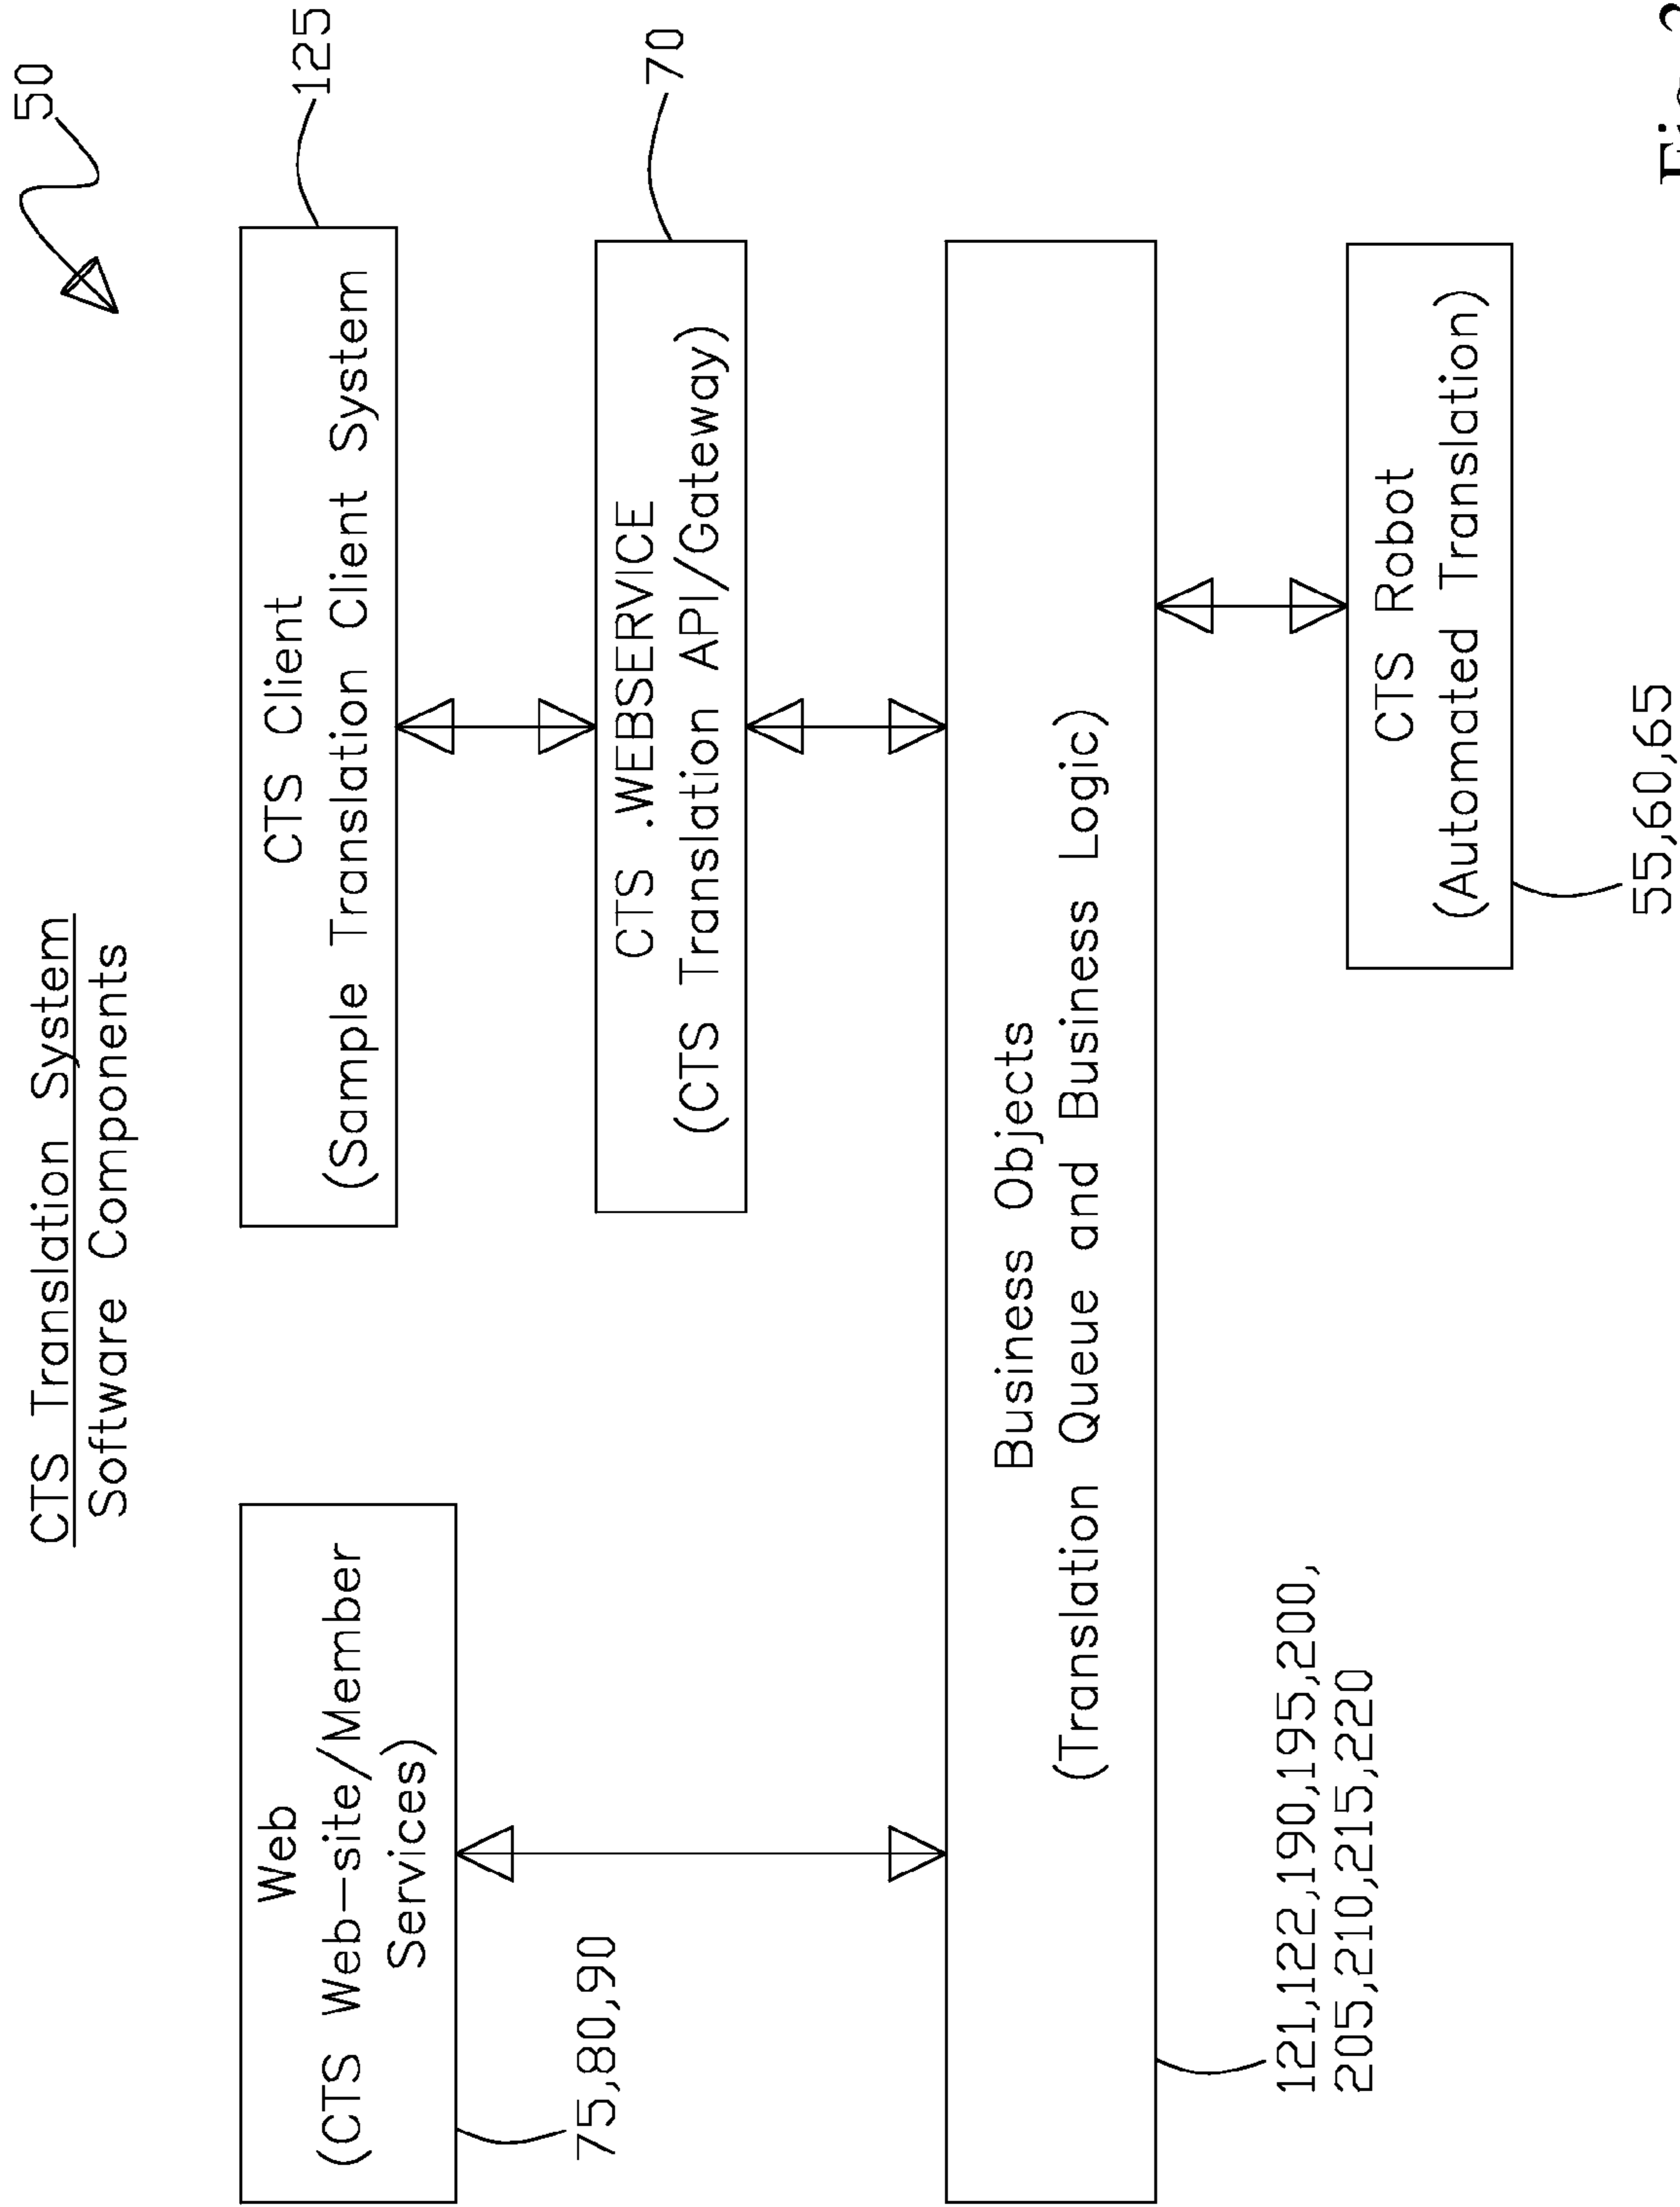 CTS Translation System
Software Components
50
Web
(CTS Web-site/Member
Services)
75,80,90
CTS Client
(Sample Translation Client System
125
CTS .WEBSERVICE
(CTS Translation API/Gateway)
70
Business Objects
(Translation Queue and Business Logic)
121,122,190,195,200,
205,210,215,220
CTS Robot
(Automated Translation)
55,60,65